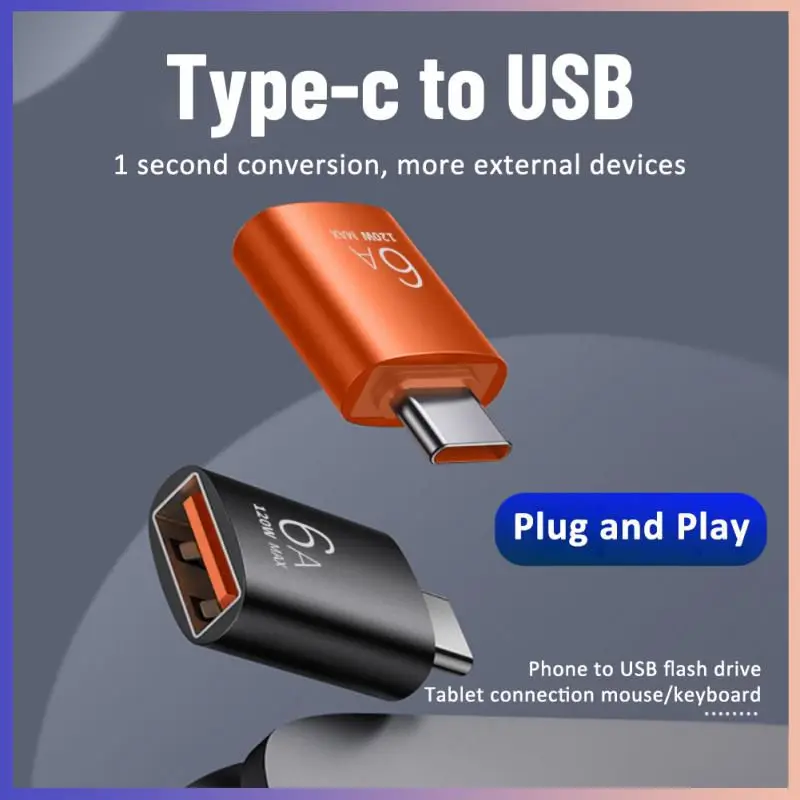 Type-c to USB
1 second conversion, more external devices
6A
120W MAX
Plug and Play
6A
120W MAX
Phone to USB flash drive
Tablet connection mouse/keyboard